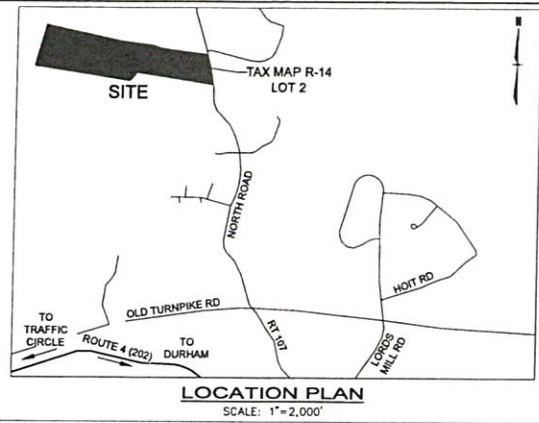 N
TAX MAP R-14
LOT 2
SITE
NORTH ROAD
HOIT RD
OLD TURNPIKE RD
TO
TRAFFIC
CIRCLE
ROUTE 4 (202)
TO
DURHAM
RT 107
LORDS
MILL RD
LOCATION PLAN
SCALE: 1"=2,000'